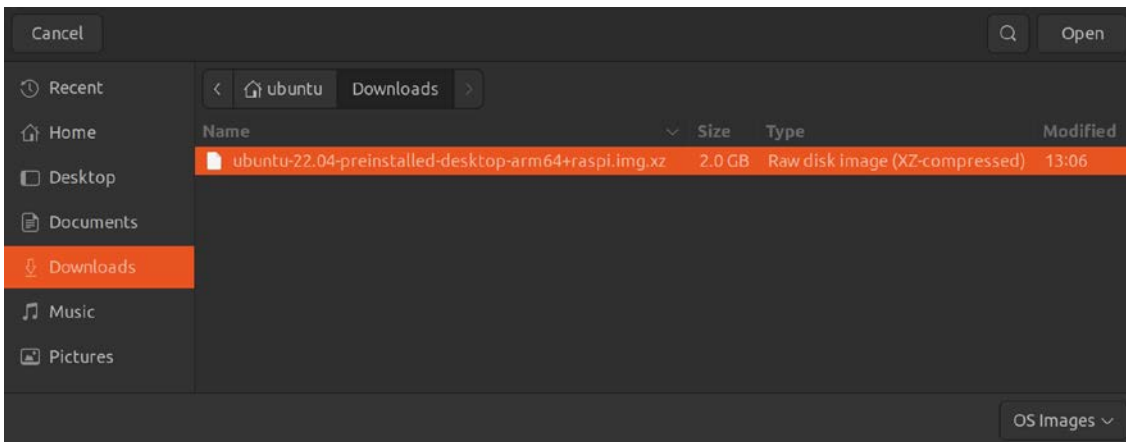 Cancel
Open
Recent
ubuntu Downloads
Home
Name Size Type Modified
ubuntu-22.04-preinstalled-desktop-arm64+raspi.img.xz 2.0 GB Raw disk image (XZ-compressed) 13:06
Desktop
Documents
Downloads
Music
Pictures
OS Images